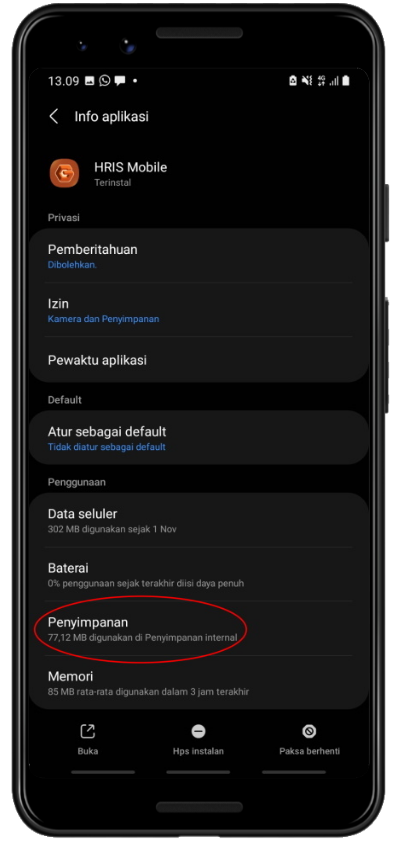 13.09
Info aplikasi
HRIS Mobile
Terinstal
Privasi
Pemberitahuan
Dibolehkan.
Izin
Kamera dan Penyimpanan
Pewaktu aplikasi
Default
Atur sebagai default
Tidak diatur sebagai default
Penggunaan
Data seluler
302 MB digunakan sejak 1 Nov
Baterai
0% penggunaan sejak terakhir diisi daya penuh
Penyimpanan
77,12 MB digunakan di Penyimpanan internal
Memori
85 MB rata-rata digunakan dalam 3 jam terakhir
Buka Hps instalan Paksa berhenti